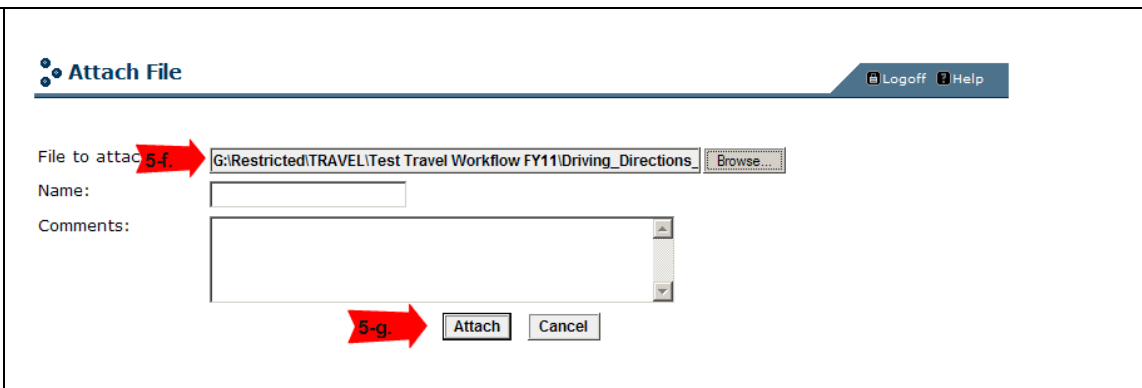 Attach File
Logoff Help
File to attac 5-f. G:\Restricted\TRAVEL\Test Travel Workflow FY11\Driving_Directions_ Browse...
Name:
Comments:
5-g. Attach Cancel